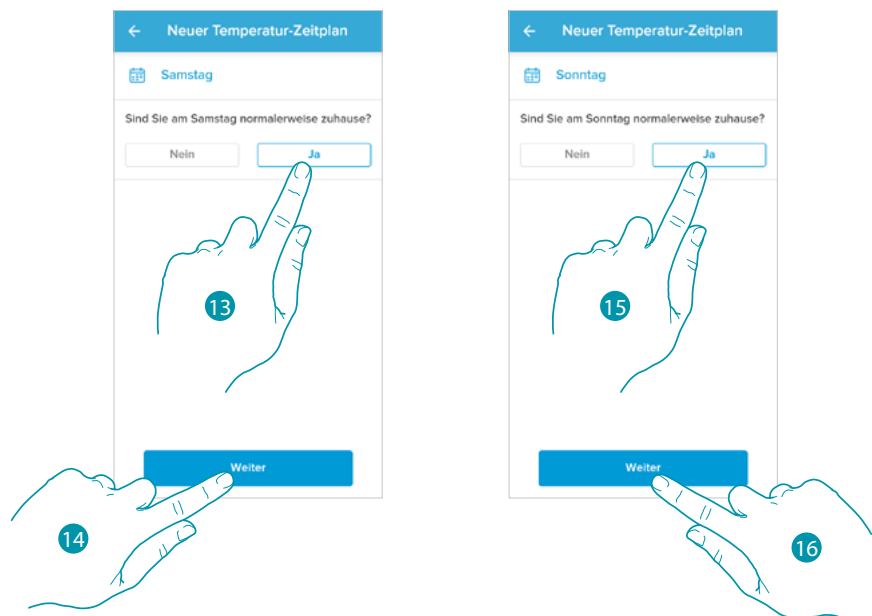 Neuer Temperatur-Zeitplan
Samstag
Sind Sie am Samstag normalerweise zuhause?
Nein Ja
13
Weiter
14
Neuer Temperatur-Zeitplan
Sonntag
Sind Sie am Sonntag normalerweise zuhause?
Nein Ja
15
Weiter
16